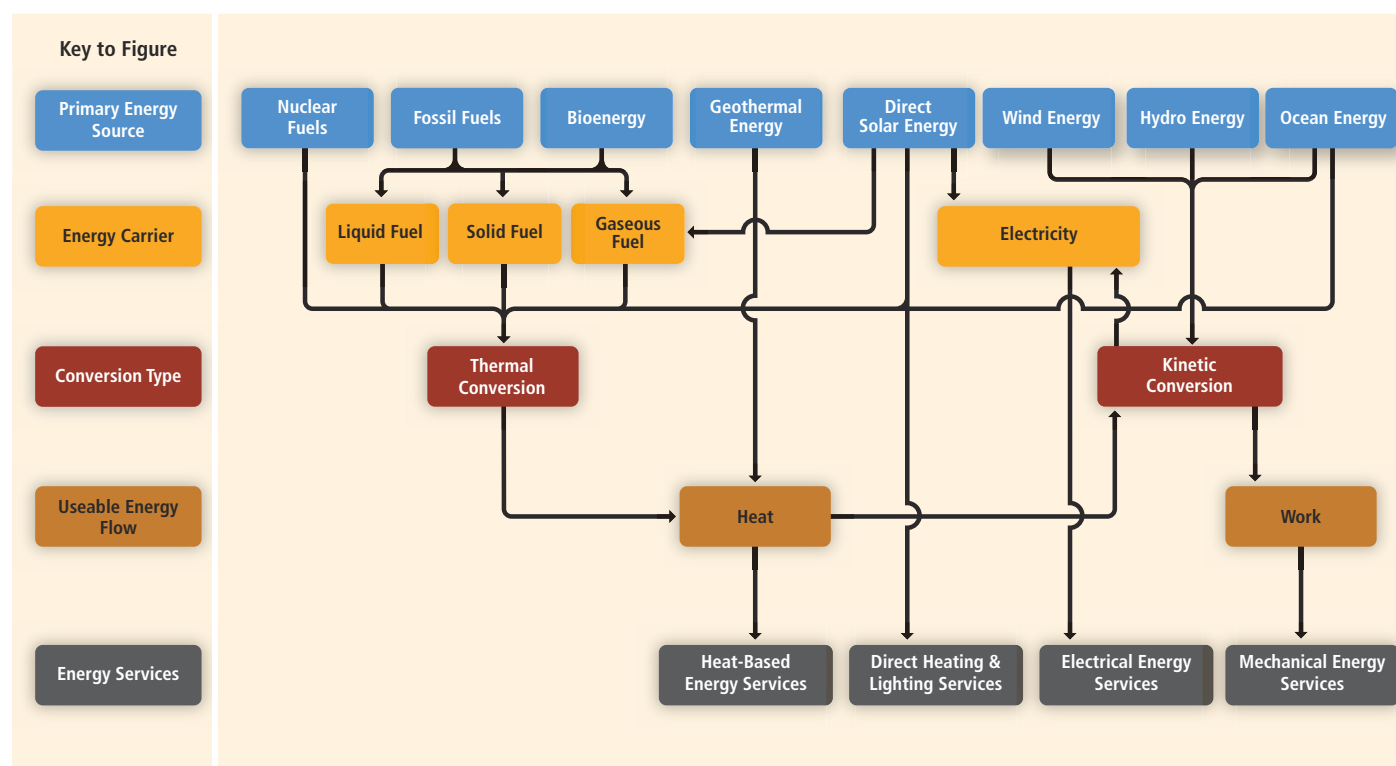 Key to Figure
Primary Energy
Source
Nuclear
Fuels
Fossil Fuels
Bioenergy
Geothermal
Energy
Direct
Solar Energy
Wind Energy
Hydro Energy
Ocean Energy
Energy Carrier
Liquid Fuel
Solid Fuel
Gaseous
Fuel
Electricity
Conversion Type
Thermal
Conversion
Kinetic
Conversion
Useable Energy
Flow
Heat
Work
Energy Services
Heat-Based
Energy Services
Direct Heating &
Lighting Services
Electrical Energy
Services
Mechanical Energy
Services